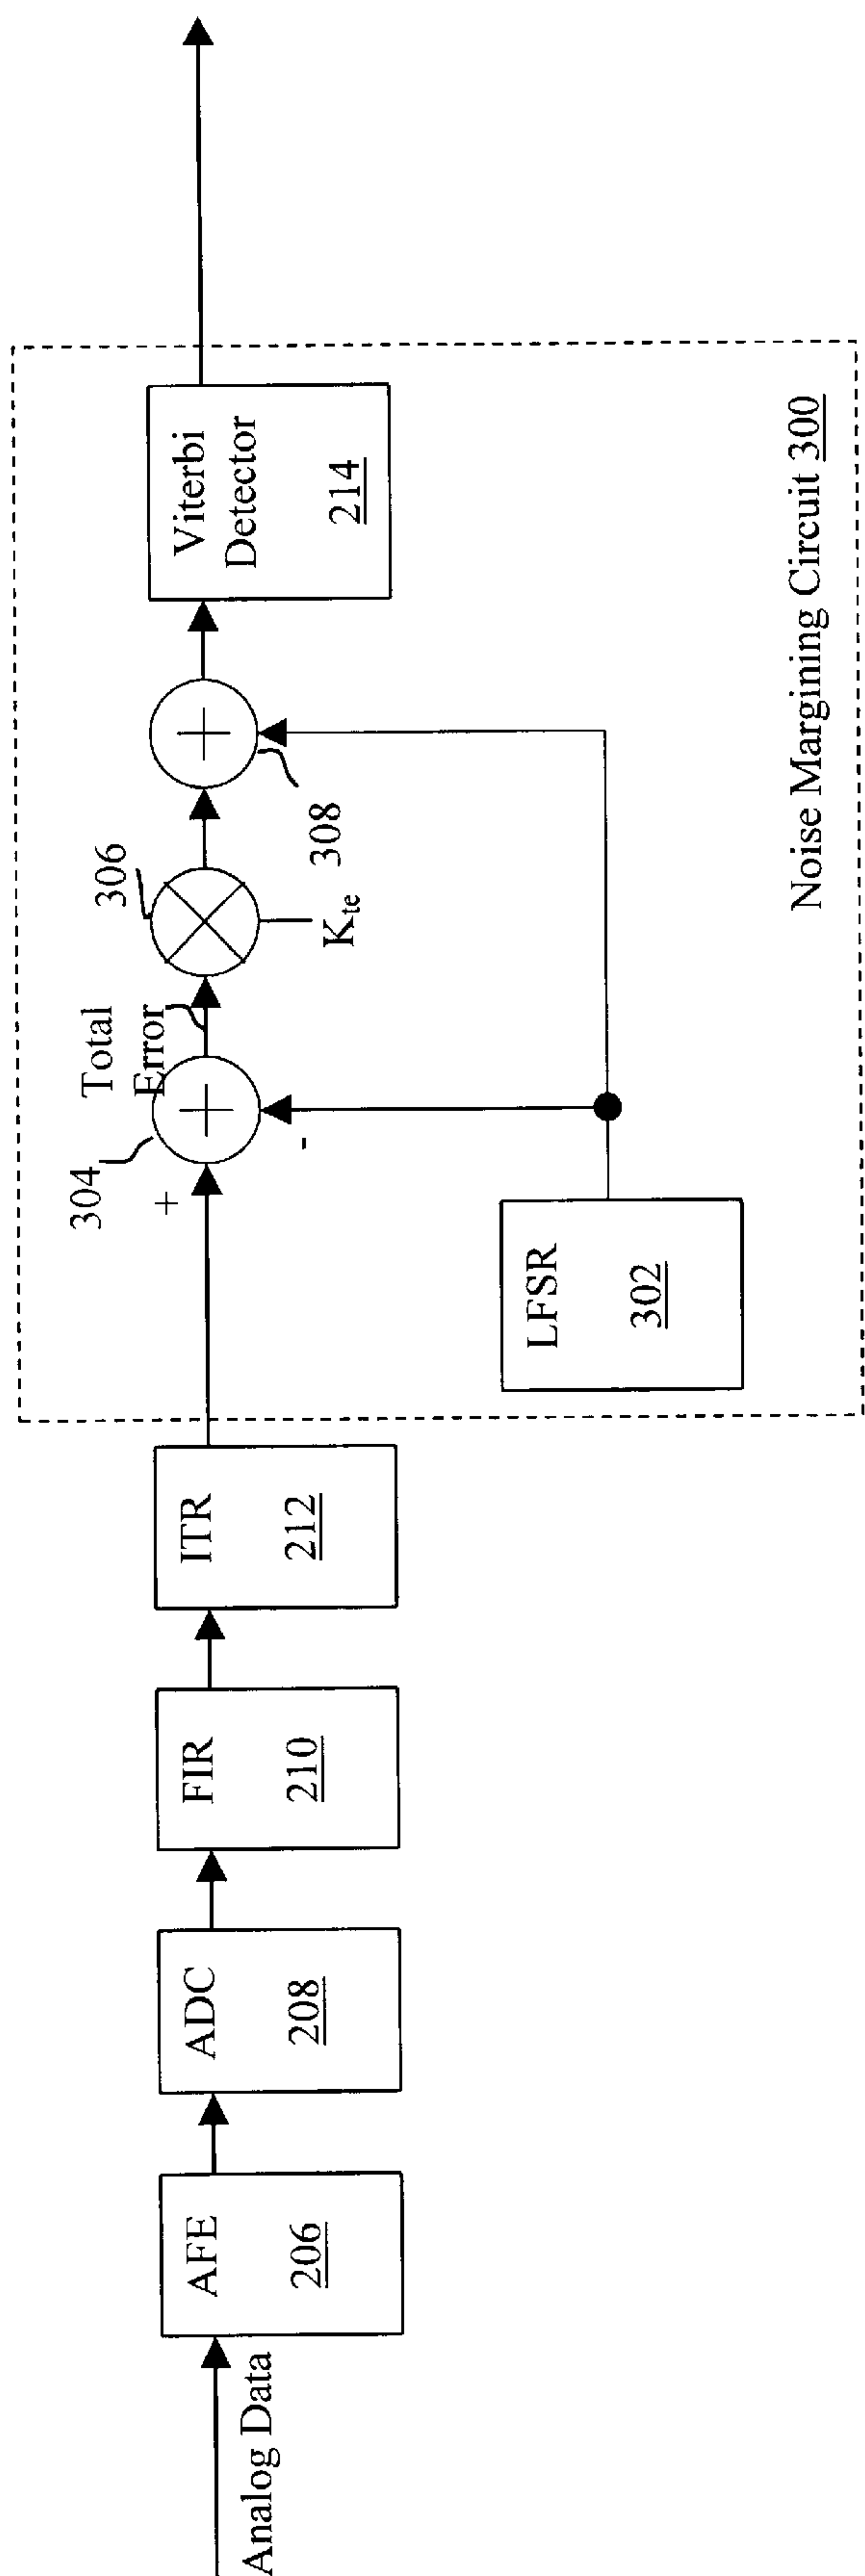 Analog Data
AFE
206
ADC
208
FIR
210
ITR
212
+
-
304
Total
Error
306
K_te
308
LFSR
302
Viterbi
Detector
214
Noise Margining Circuit 300